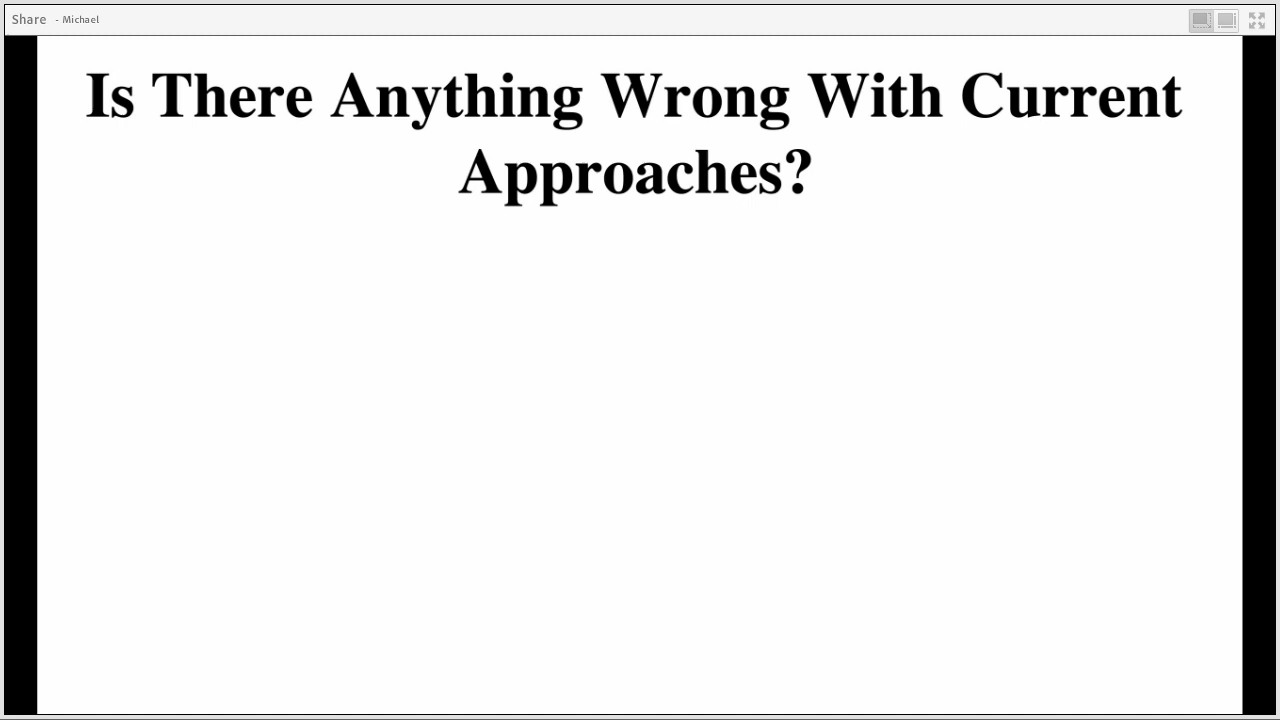 Share - Michael
Is There Anything Wrong With Current
Approaches?